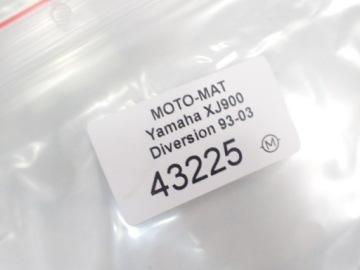 MOTO-MAT
Yamaha XJ900
Diversion 93-03
43225
M